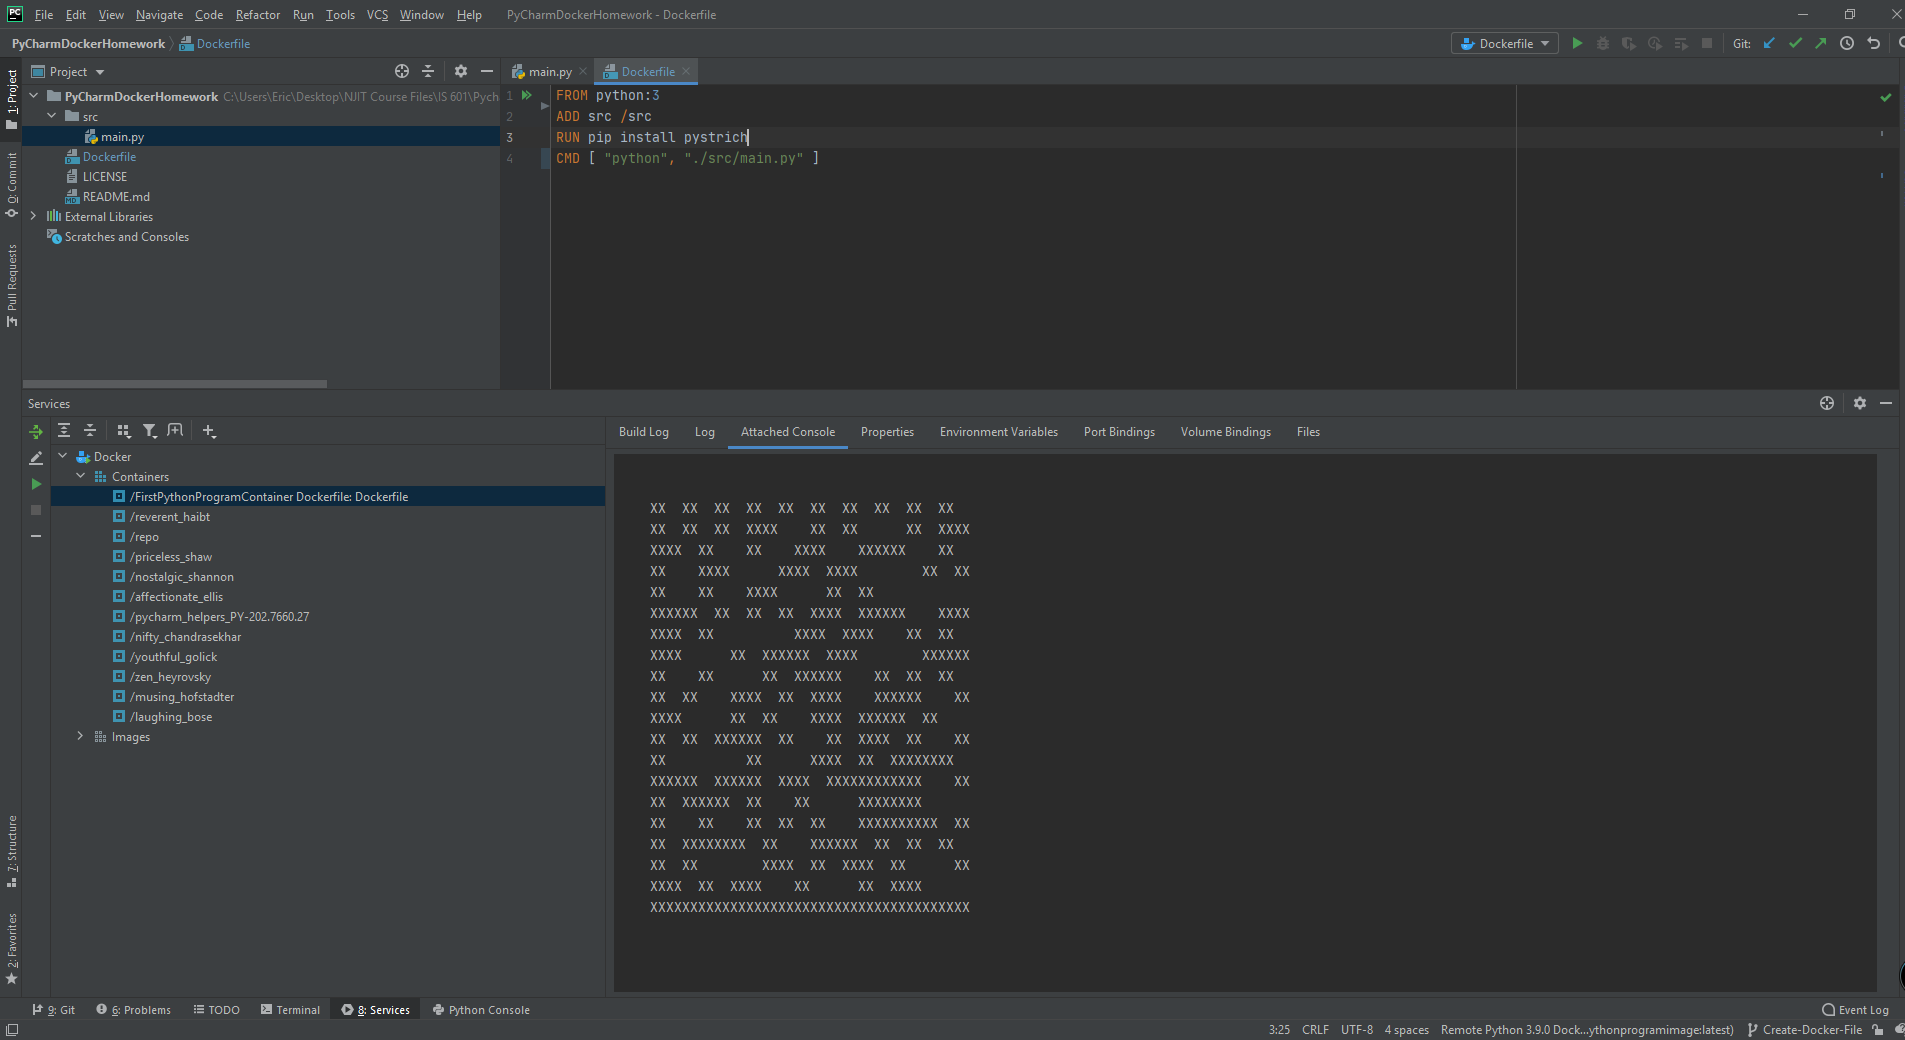 PC File Edit View Navigate Code Refactor Run Tools VCS Window Help PyCharmDockerHomework - Dockerfile
PyCharmDockerHomework Dockerfile
Dockerfile Git:
1: Project
0: Commit
Pull Requests
7: Structure
2: Favorites
Project
PyCharmDockerHomework C:\Users\Eric\Desktop\NJIT Course Files\IS 601\Pych
src
main.py
Dockerfile
LICENSE
README.md
External Libraries
Scratches and Consoles
main.py Dockerfile
1 FROM python:3
2 ADD src /src
3 RUN pip install pystrich
4 CMD [ "python", "./src/main.py" ]
Services
Docker
Containers
/FirstPythonProgramContainer Dockerfile: Dockerfile
/reverent_haibt
/repo
/priceless_shaw
/nostalgic_shannon
/affectionate_ellis
/pycharm_helpers_PY-202.7660.27
/nifty_chandrasekhar
/youthful_golick
/zen_heyrovsky
/musing_hofstadter
/laughing_bose
Images
Build Log Log Attached Console Properties Environment Variables Port Bindings Volume Bindings Files
XX  XX  XX  XX  XX  XX  XX  XX  XX  XX
XX  XX  XX  XXXX    XX  XX      XX  XXXX
XXXX  XX    XX    XXXX    XXXXXX    XX
XX    XXXX      XXXX  XXXX        XX  XX
XX    XX    XXXX      XX  XX
XXXXXX  XX  XX  XX  XXXX  XXXXXX    XXXX
XXXX  XX          XXXX  XXXX    XX  XX
XXXX      XX  XXXXXX  XXXX        XXXXXX
XX    XX      XX  XXXXXX    XX  XX  XX
XX  XX    XXXX  XX  XXXX    XXXXXX    XX
XXXX      XX  XX    XXXX  XXXXXX  XX
XX  XX  XXXXXX  XX    XX  XXXX  XX    XX
XX          XX      XXXX  XX  XXXXXXXX
XXXXXX  XXXXXX  XXXX  XXXXXXXXXXXX    XX
XX  XXXXXX  XX    XX      XXXXXXXX
XX    XX    XX  XX  XX    XXXXXXXXXX  XX
XX  XXXXXXXX  XX    XXXXXX  XX  XX  XX
XX  XX        XXXX  XX  XXXX  XX      XX
XXXX  XX  XXXX    XX      XX  XXXX
XXXXXXXXXXXXXXXXXXXXXXXXXXXXXXXXXXXXXXXX
9: Git 6: Problems TODO Terminal 8: Services Python Console Event Log
3:25 CRLF UTF-8 4 spaces Remote Python 3.9.0 Dock...ythonprogramimage:latest) Create-Docker-File